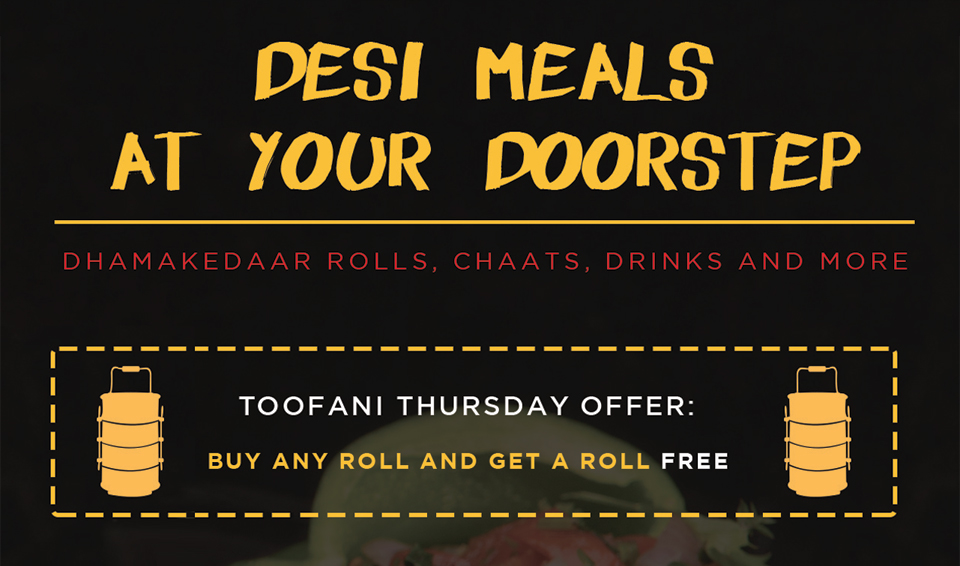 DESI MEALS
AT YOUR DOORSTEP
DHAMAKEDAAR ROLLS, CHAATS, DRINKS AND MORE
TOOFANI THURSDAY OFFER:
BUY ANY ROLL AND GET A ROLL FREE